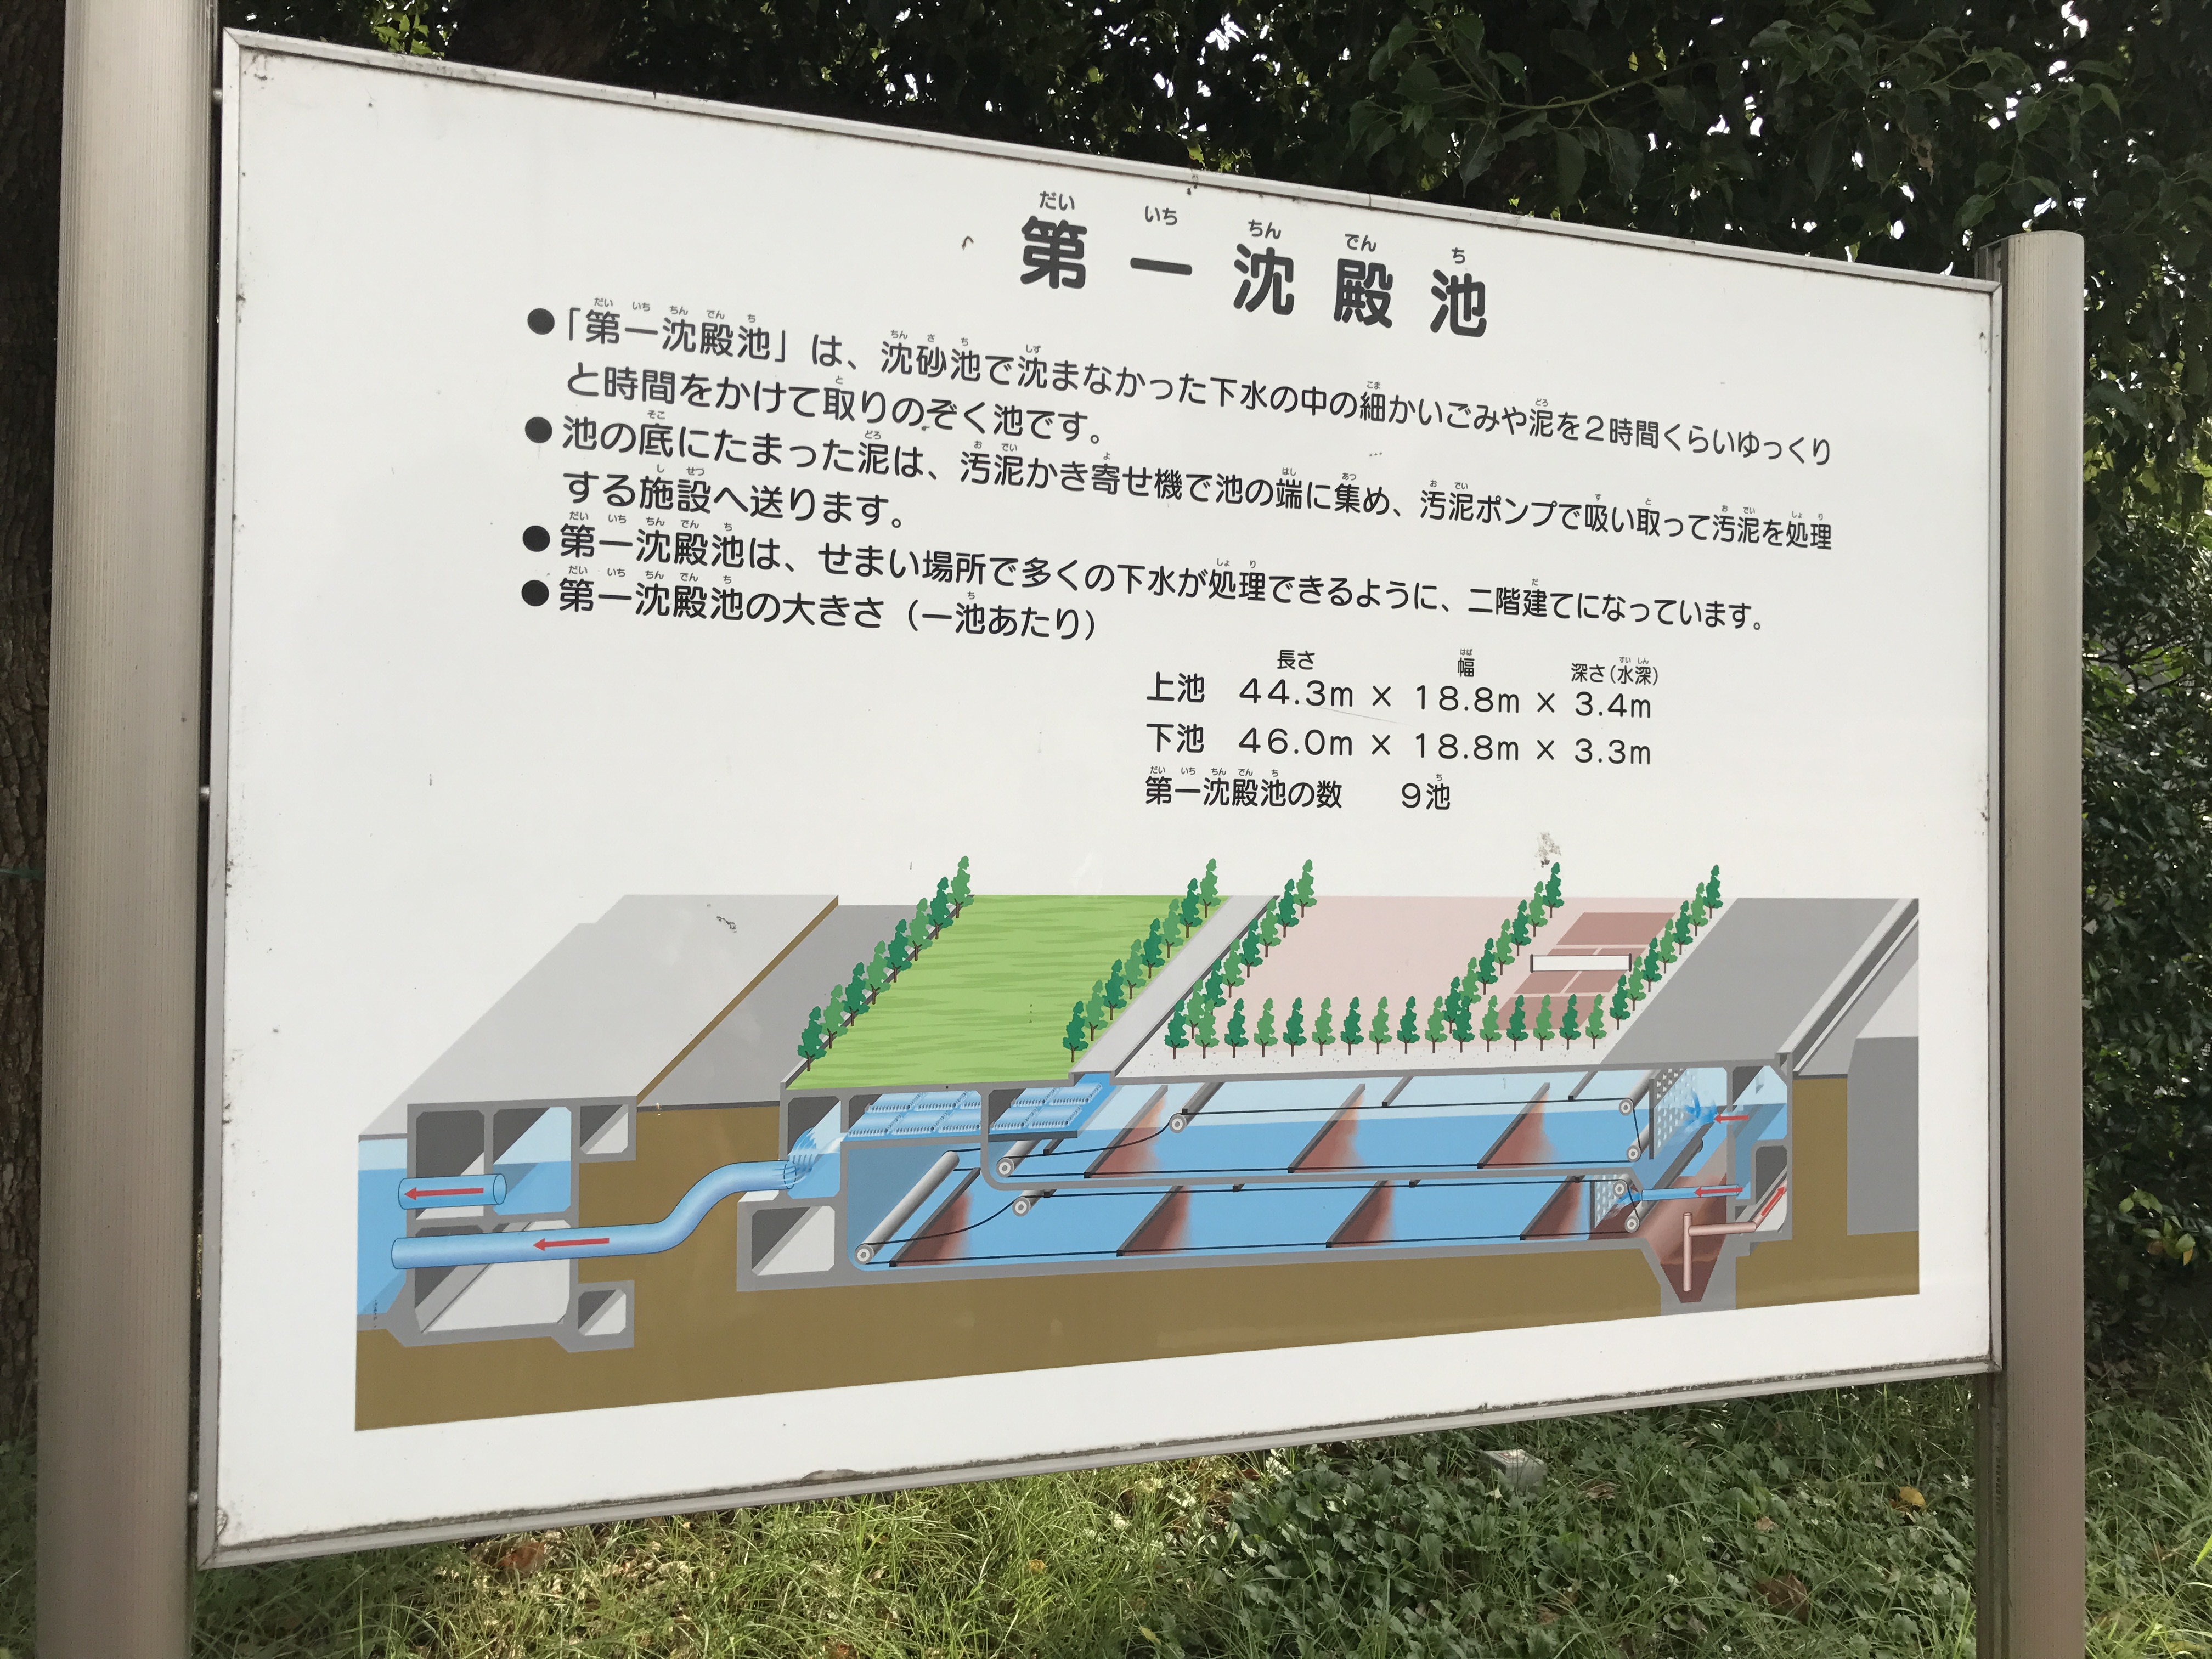 第一沈殿池
●「第一沈殿池」は、沈砂池で沈まなかった下水の中の細かいごみや泥を2時間くらいゆっくり
と時間をかけて取りのぞく池です。
●池の底にたまった泥は、汚泥かき寄せ機で池の端に集め、汚泥ポンプで吸い取って汚泥を処理
する施設へ送ります。
●第一沈殿池は、せまい場所で多くの下水が処理できるように、二階建てになっています。
●第一沈殿池の大きさ（一池あたり）
長さ 幅 深さ(水深)
上池 44.3m × 18.8m × 3.4m
下池 46.0m × 18.8m × 3.3m
第一沈殿池の数 9池